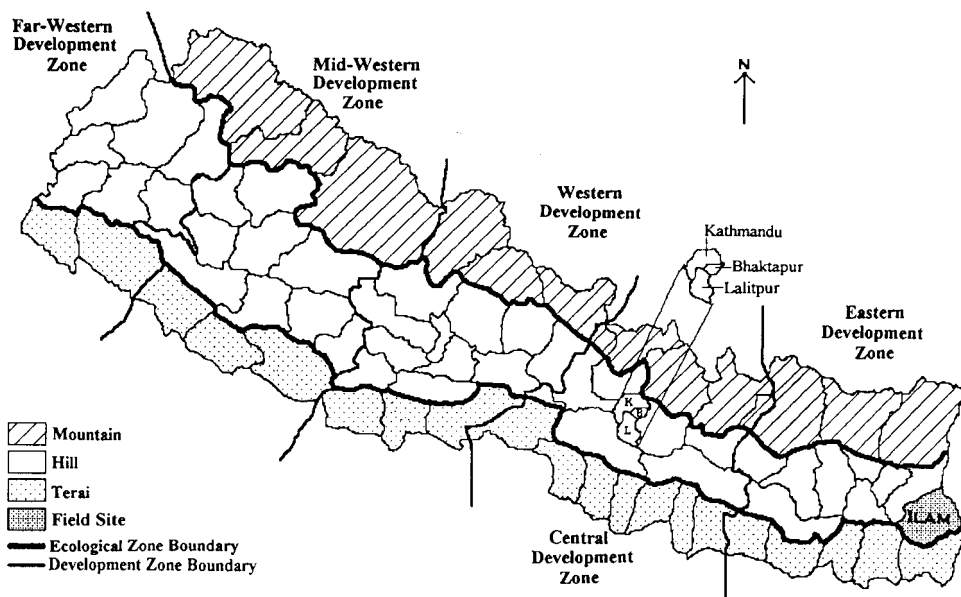 Far-Western
Development
Zone
Mid-Western
Development
Zone
N
Western
Development
Zone
Kathmandu
Bhaktapur
Lalitpur
Eastern
Development
Zone
K
B
L
Mountain
Hill
Terai
Field Site
Ecological Zone Boundary
Development Zone Boundary
ILAM
Central
Development
Zone